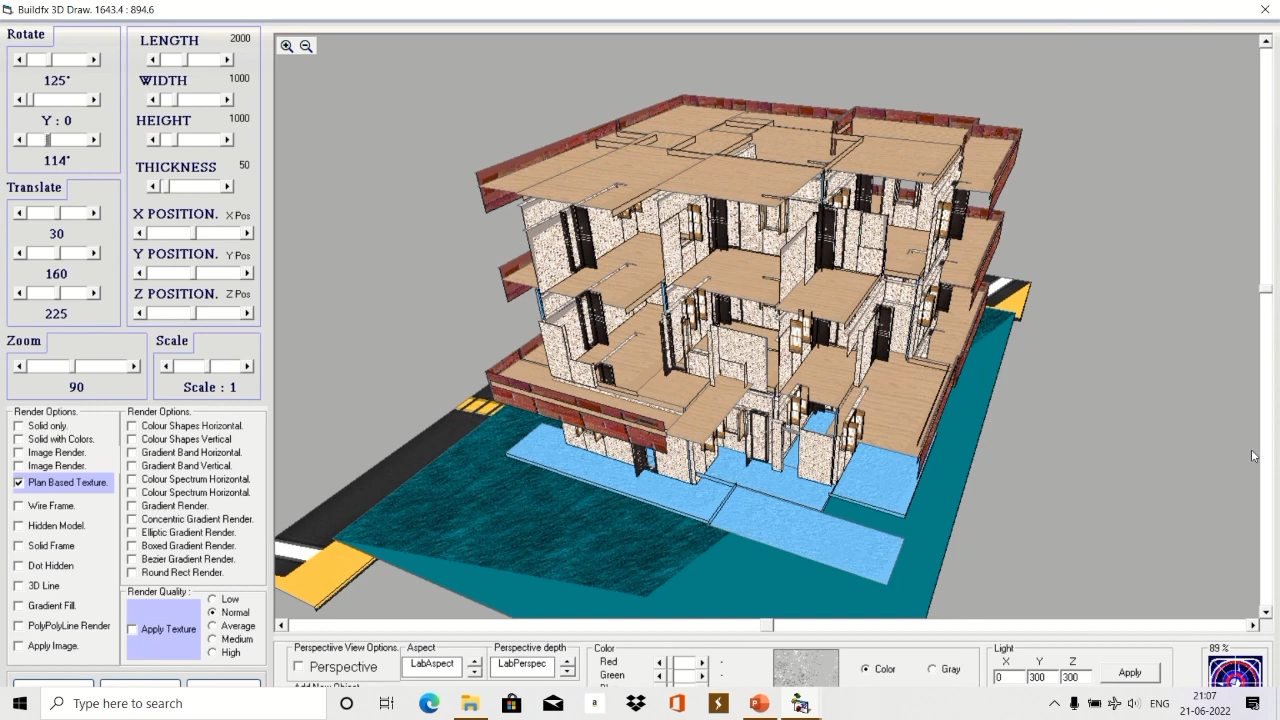 Buildfx 3D Draw. 1643.4 : 894.6
Rotate
125°
Y : 0
114°
LENGTH 2000
WIDTH 1000
HEIGHT 1000
THICKNESS 50
X POSITION. X Pos
Y POSITION. Y Pos
Z POSITION. Z Pos
Translate
30
160
225
Zoom
90
Scale
Scale : 1
Render Options.
Solid only.
Solid with Colors.
Image Render.
Image Render.
Plan Based Texture.
Wire Frame.
Hidden Model.
Solid Frame
Dot Hidden
3D Line
Gradient Fill.
PolyPolyLine Render
Apply Image.
Render Options.
Colour Shapes Horizontal.
Colour Shapes Vertical
Gradient Band Horizontal.
Gradient Band Vertical.
Colour Spectrum Horizontal.
Colour Spectrum Horizontal.
Gradient Render.
Concentric Gradient Render.
Elliptic Gradient Render.
Boxed Gradient Render.
Bezier Gradient Render.
Round Rect Render.
Render Quality :
Apply Texture
Low
Normal
Average
Medium
High
Perspective View Options.
Perspective
Aspect
LabAspect
Perspective depth
LabPerspec
Add New Object
Color
Red
Green
Color
Gray
Light
X Y Z
0 300 300
Apply
89 %
Type here to search
ENG
21:07
21-06-2022